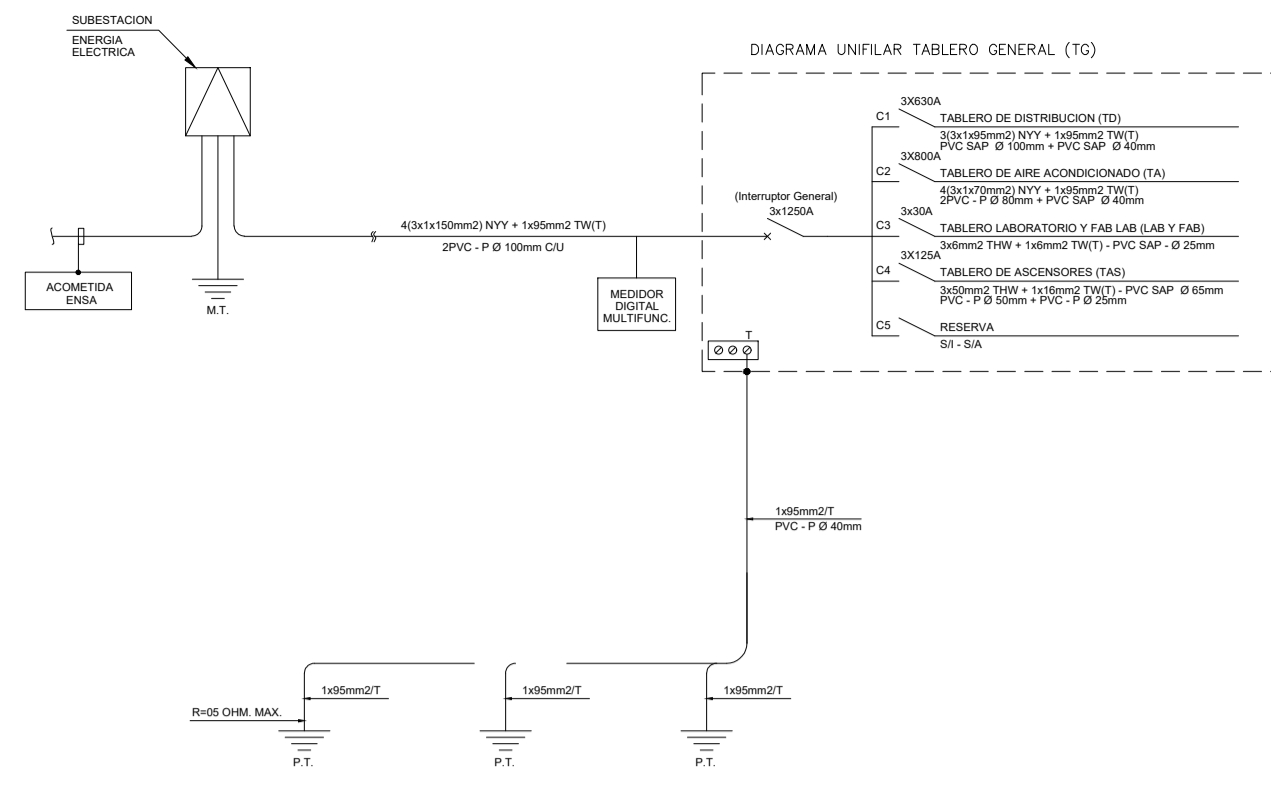 SUBESTACION
ENERGIA
ELECTRICA
ACOMETIDA
ENSA
M.T.
4(3x1x150mm2) NYY + 1x95mm2 TW(T)
2PVC - P Ø 100mm C/U
MEDIDOR
DIGITAL
MULTIFUNC.
DIAGRAMA UNIFILAR TABLERO GENERAL (TG)
(Interruptor General)
3x1250A
C1
3X630A
TABLERO DE DISTRIBUCION (TD)
3(3x1x95mm2) NYY + 1x95mm2 TW(T)
PVC SAP Ø 100mm + PVC SAP Ø 40mm
C2
3X800A
TABLERO DE AIRE ACONDICIONADO (TA)
4(3x1x70mm2) NYY + 1x95mm2 TW(T)
2PVC - P Ø 80mm + PVC SAP Ø 40mm
C3
3x30A
TABLERO LABORATORIO Y FAB LAB (LAB Y FAB)
3x6mm2 THW + 1x6mm2 TW(T) - PVC SAP - Ø 25mm
C4
3X125A
TABLERO DE ASCENSORES (TAS)
3x50mm2 THW + 1x16mm2 TW(T) - PVC SAP Ø 65mm
PVC - P Ø 50mm + PVC - P Ø 25mm
C5
RESERVA
S/I - S/A
T
1x95mm2/T
PVC - P Ø 40mm
1x95mm2/T
1x95mm2/T
1x95mm2/T
R=05 OHM. MAX.
P.T.
P.T.
P.T.